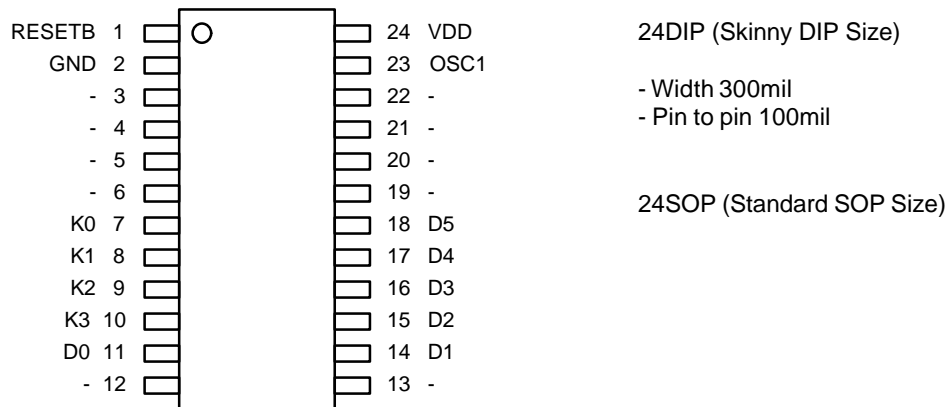 RESETB 1 24 VDD
GND 2 23 OSC1
- 3 22 -
- 4 21 -
- 5 20 -
- 6 19 -
K0 7 18 D5
K1 8 17 D4
K2 9 16 D3
K3 10 15 D2
D0 11 14 D1
- 12 13 -
24DIP (Skinny DIP Size)
- Width 300mil
- Pin to pin 100mil
24SOP (Standard SOP Size)